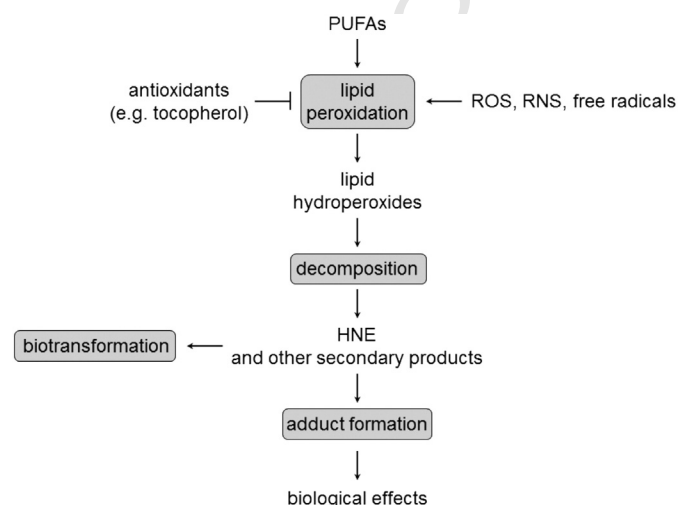 PUFAs
antioxidants
(e.g. tocopherol)
lipid
peroxidation
ROS, RNS, free radicals
lipid
hydroperoxides
decomposition
HNE
and other secondary products
biotransformation
adduct formation
biological effects